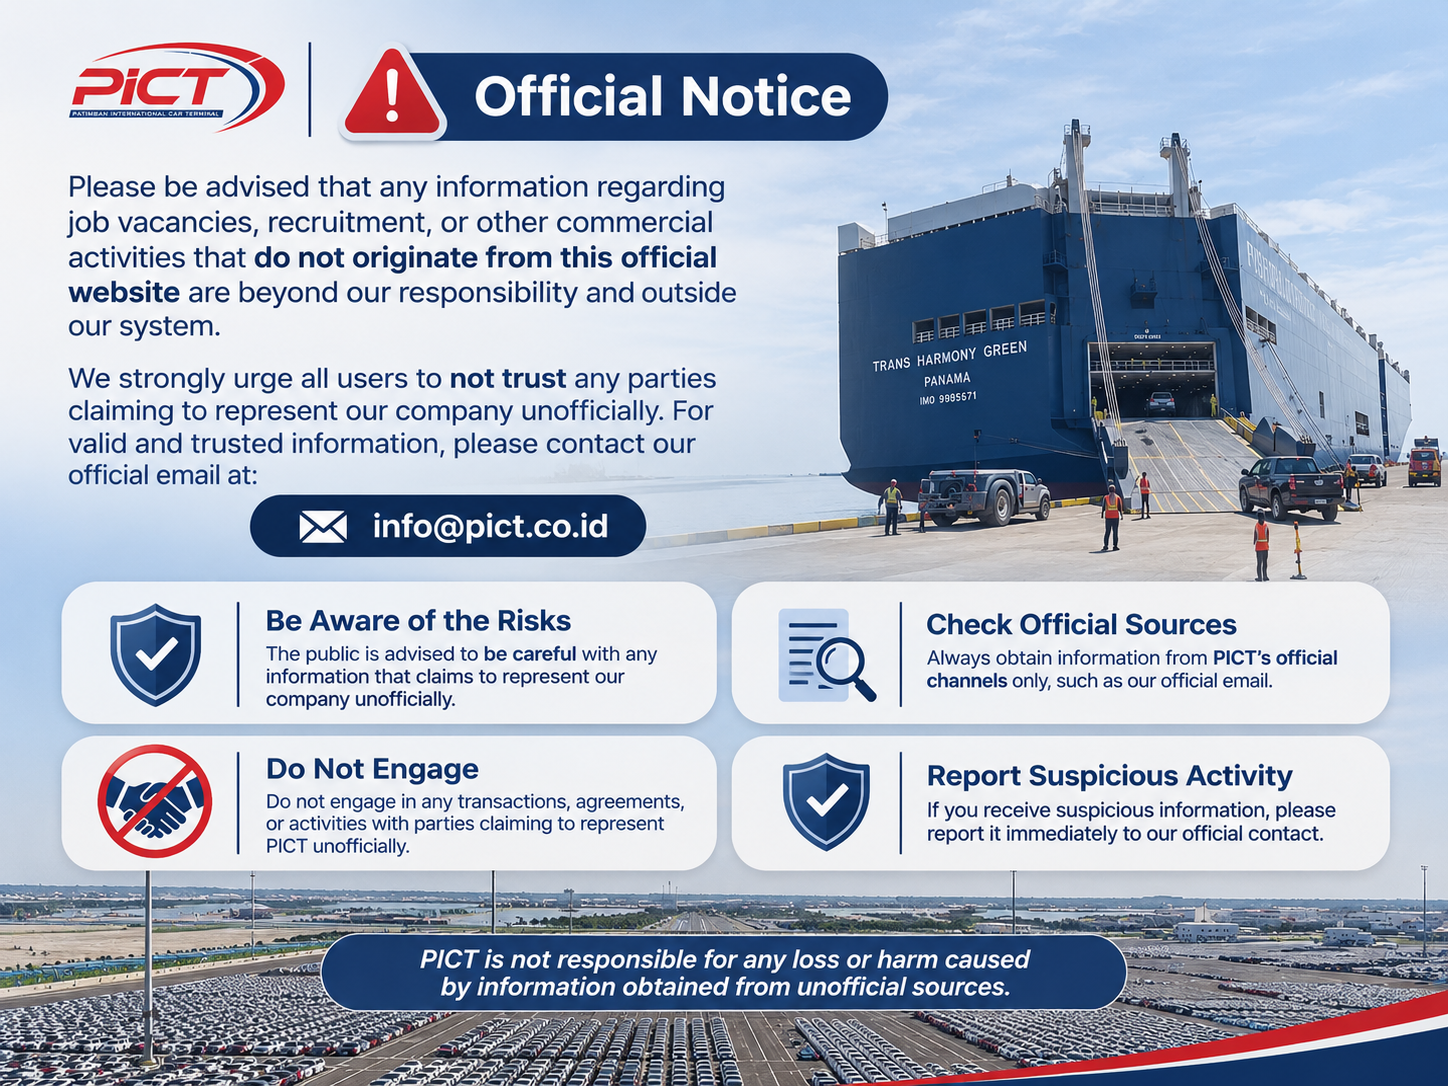 PICT
PATIMBAN INTERNATIONAL CAR TERMINAL
Official Notice
Please be advised that any information regarding
job vacancies, recruitment, or other commercial
activities that do not originate from this official
website are beyond our responsibility and outside
our system.
We strongly urge all users to not trust any parties
claiming to represent our company unofficially. For
valid and trusted information, please contact our
official email at:
info@pict.co.id
TRANS HARMONY GREEN
PANAMA
IMO 9985671
Be Aware of the Risks
The public is advised to be careful with any
information that claims to represent our
company unofficially.
Check Official Sources
Always obtain information from PICT's official
channels only, such as our official email.
Do Not Engage
Do not engage in any transactions, agreements,
or activities with parties claiming to represent
PICT unofficially.
Report Suspicious Activity
If you receive suspicious information, please
report it immediately to our official contact.
PICT is not responsible for any loss or harm caused
by information obtained from unofficial sources.